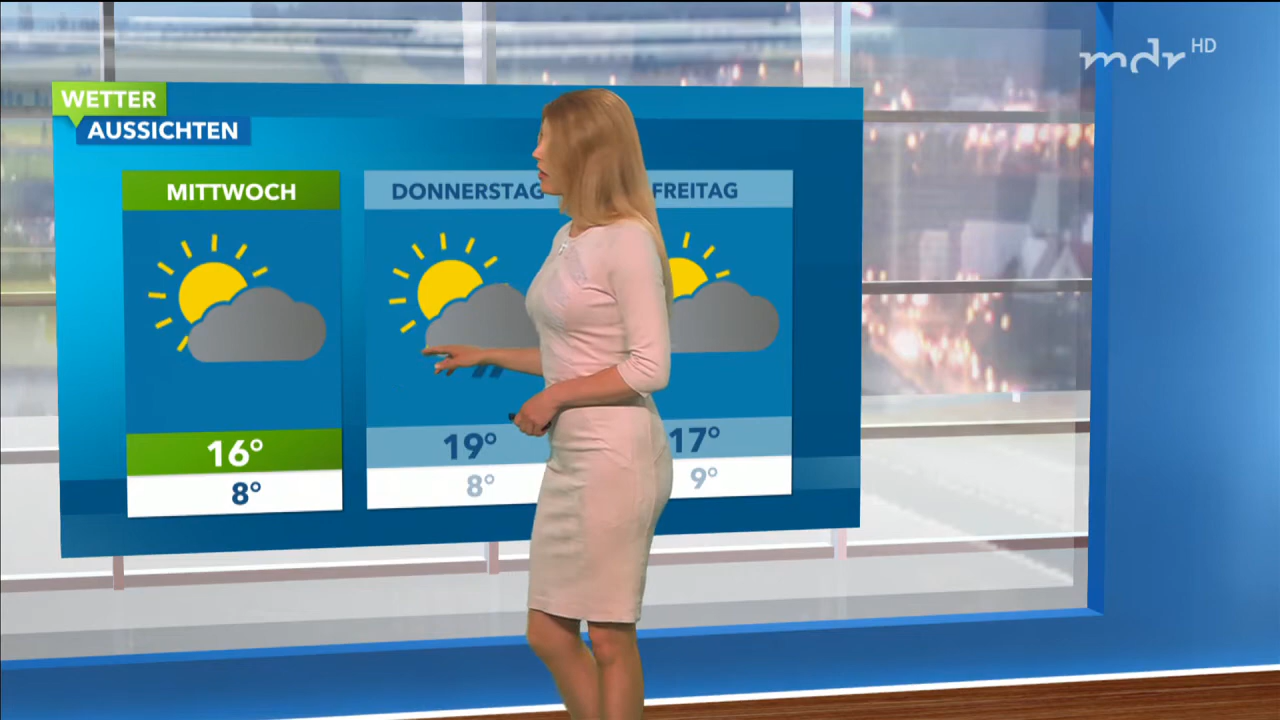 mdr HD
WETTER
AUSSICHTEN
MITTWOCH
DONNERSTAG
FREITAG
16°
19°
17°
8°
8°
9°